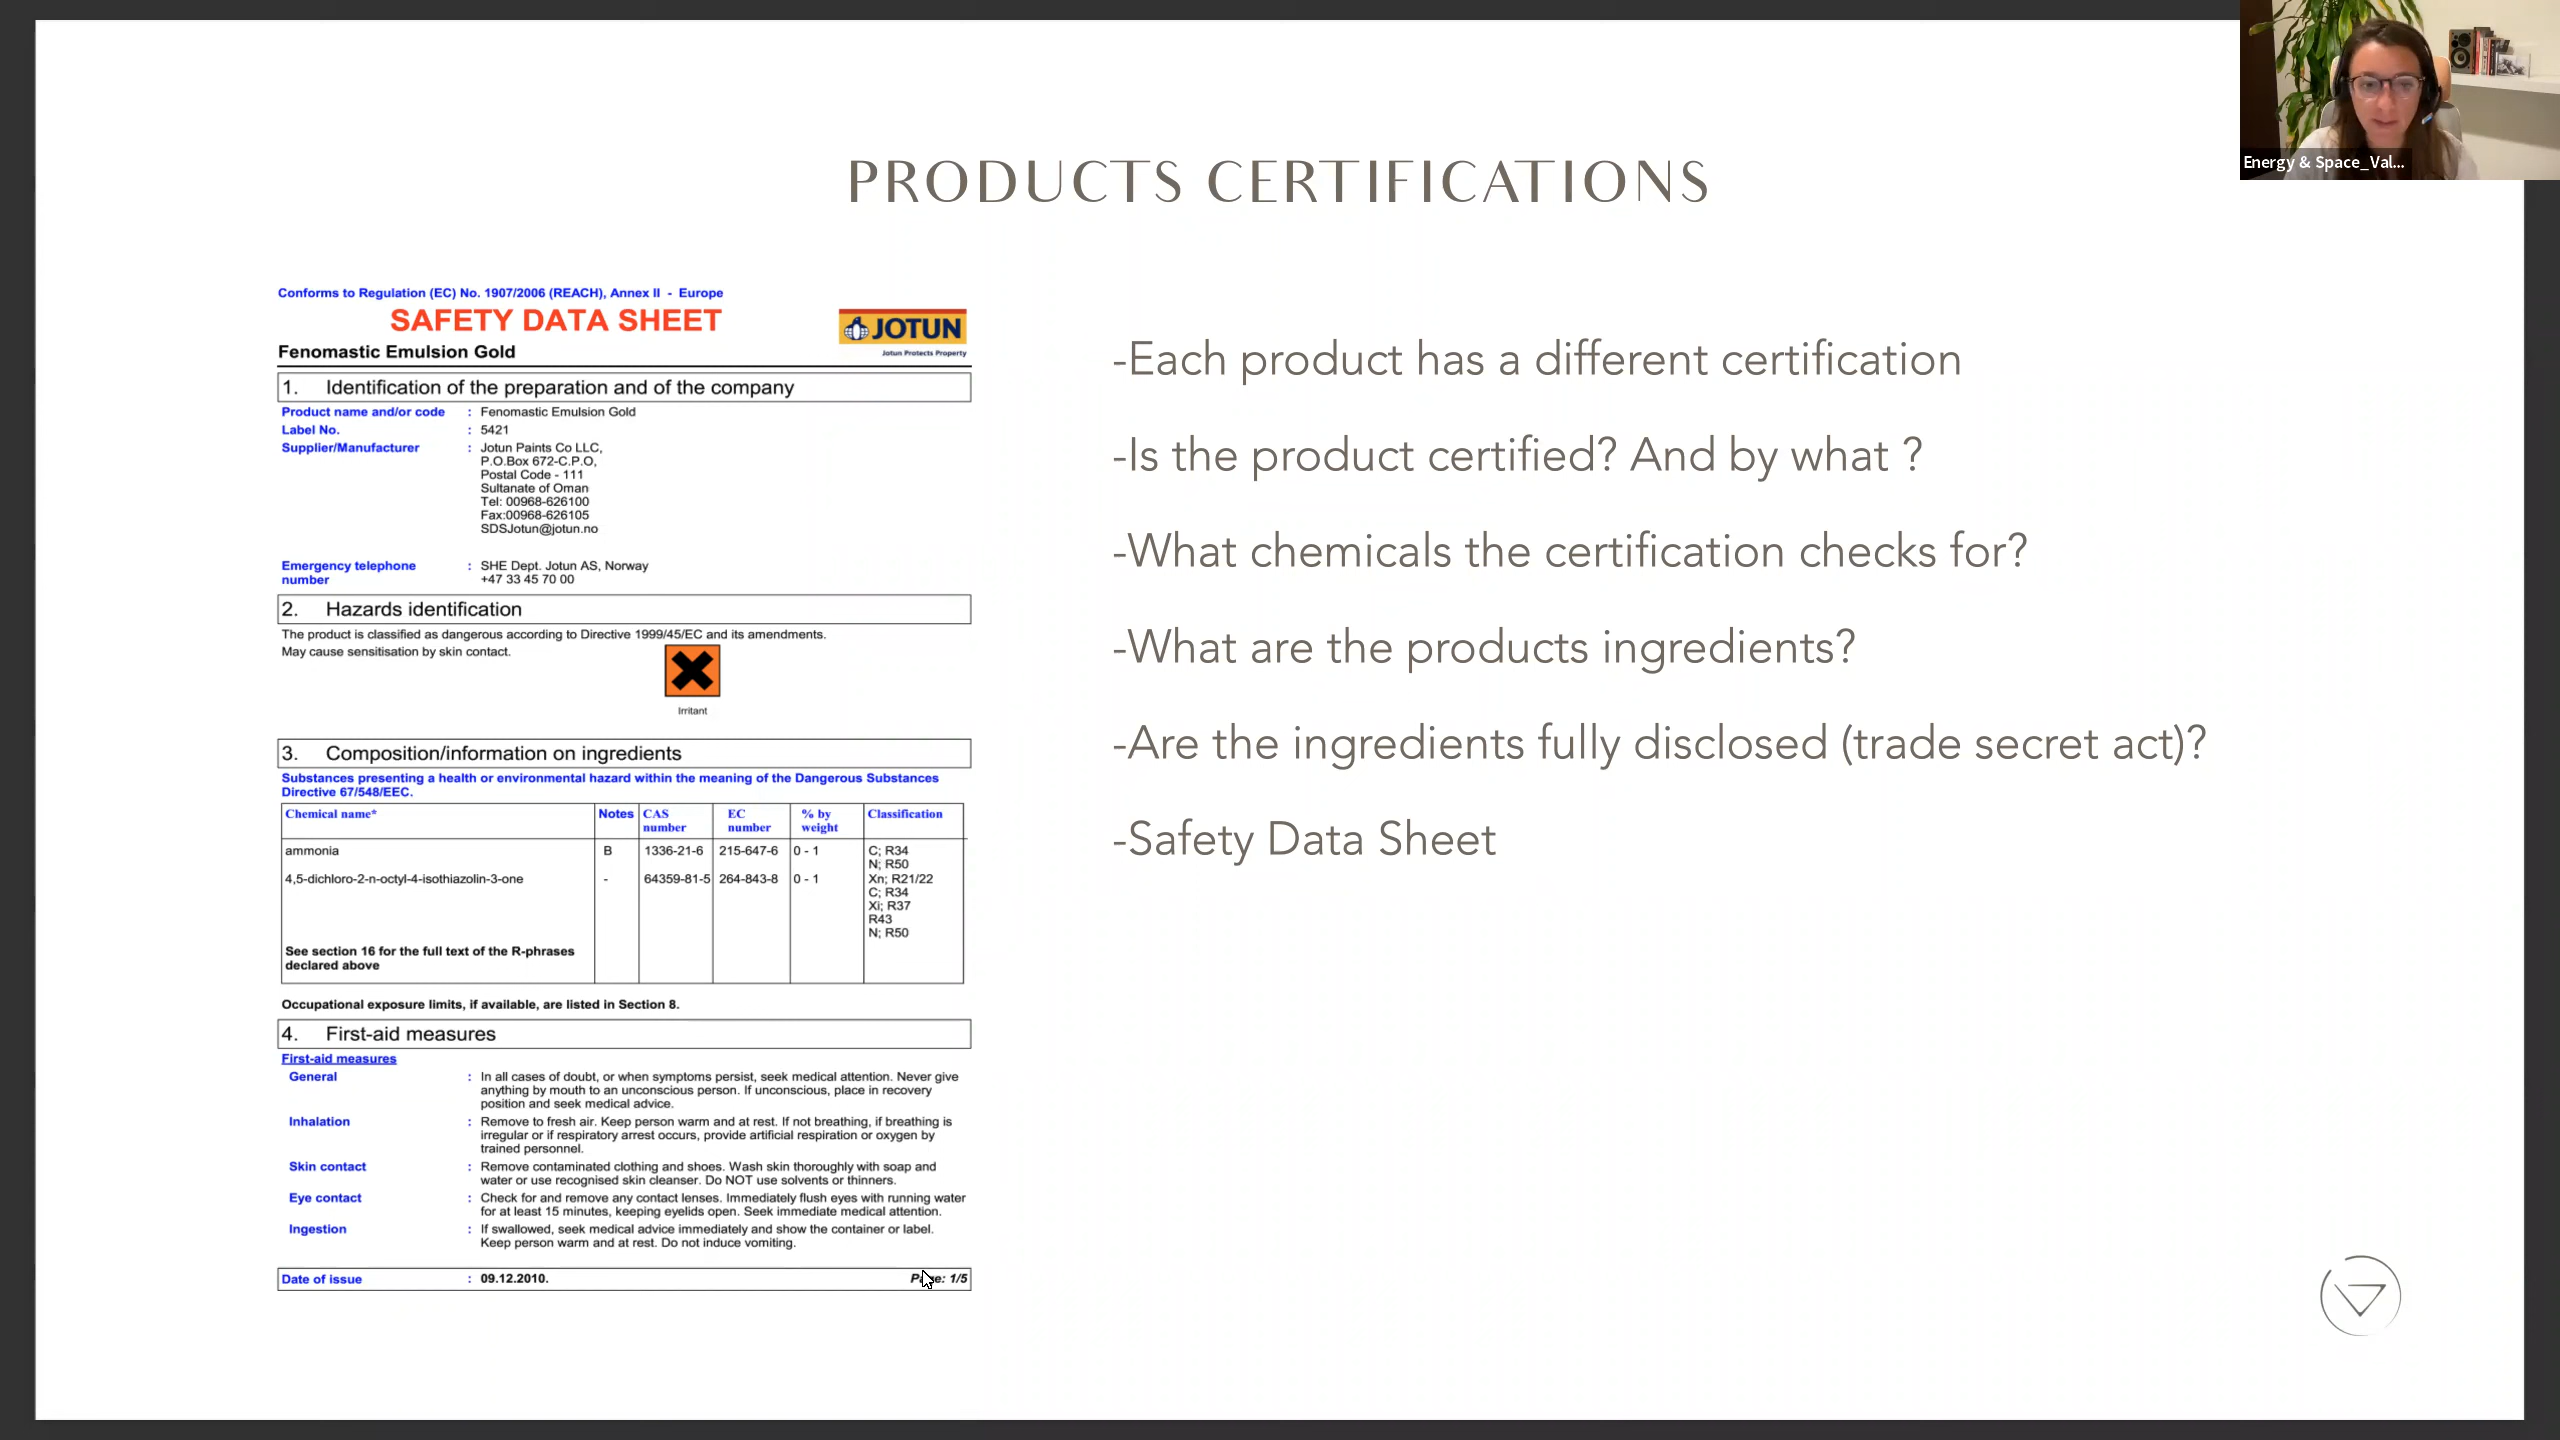 PRODUCTS CERTIFICATIONS
Energy & Space_Val...
Conforms to Regulation (EC) No. 1907/2006 (REACH), Annex II - Europe
SAFETY DATA SHEET
JOTUN
Jotun Protects Property
Fenomastic Emulsion Gold
1. Identification of the preparation and of the company
Product name and/or code : Fenomastic Emulsion Gold
Label No. : 5421
Supplier/Manufacturer : Jotun Paints Co LLC,
P.O.Box 672-C.P.O,
Postal Code - 111
Sultanate of Oman
Tel: 00968-626100
Fax:00968-626105
SDSJotun@jotun.no
Emergency telephone : SHE Dept. Jotun AS, Norway
number +47 33 45 70 00
2. Hazards identification
The product is classified as dangerous according to Directive 1999/45/EC and its amendments.
May cause sensitisation by skin contact.
Irritant
3. Composition/information on ingredients
Substances presenting a health or environmental hazard within the meaning of the Dangerous Substances
Directive 67/548/EEC.
Chemical name* Notes CAS EC % by Classification
number number weight
ammonia B 1336-21-6 215-647-6 0 - 1 C; R34
N; R50
4,5-dichloro-2-n-octyl-4-isothiazolin-3-one - 64359-81-5 264-843-8 0 - 1 Xn; R21/22
C; R34
Xi; R37
R43
N; R50
See section 16 for the full text of the R-phrases
declared above
Occupational exposure limits, if available, are listed in Section 8.
4. First-aid measures
First-aid measures
General : In all cases of doubt, or when symptoms persist, seek medical attention. Never give
anything by mouth to an unconscious person. If unconscious, place in recovery
position and seek medical advice.
Inhalation : Remove to fresh air. Keep person warm and at rest. If not breathing, if breathing is
irregular or if respiratory arrest occurs, provide artificial respiration or oxygen by
trained personnel.
Skin contact : Remove contaminated clothing and shoes. Wash skin thoroughly with soap and
water or use recognised skin cleanser. Do NOT use solvents or thinners.
Eye contact : Check for and remove any contact lenses. Immediately flush eyes with running water
for at least 15 minutes, keeping eyelids open. Seek immediate medical attention.
Ingestion : If swallowed, seek medical advice immediately and show the container or label.
Keep person warm and at rest. Do not induce vomiting.
Date of issue : 09.12.2010. Page: 1/5
-Each product has a different certification
-Is the product certified? And by what ?
-What chemicals the certification checks for?
-What are the products ingredients?
-Are the ingredients fully disclosed (trade secret act)?
-Safety Data Sheet